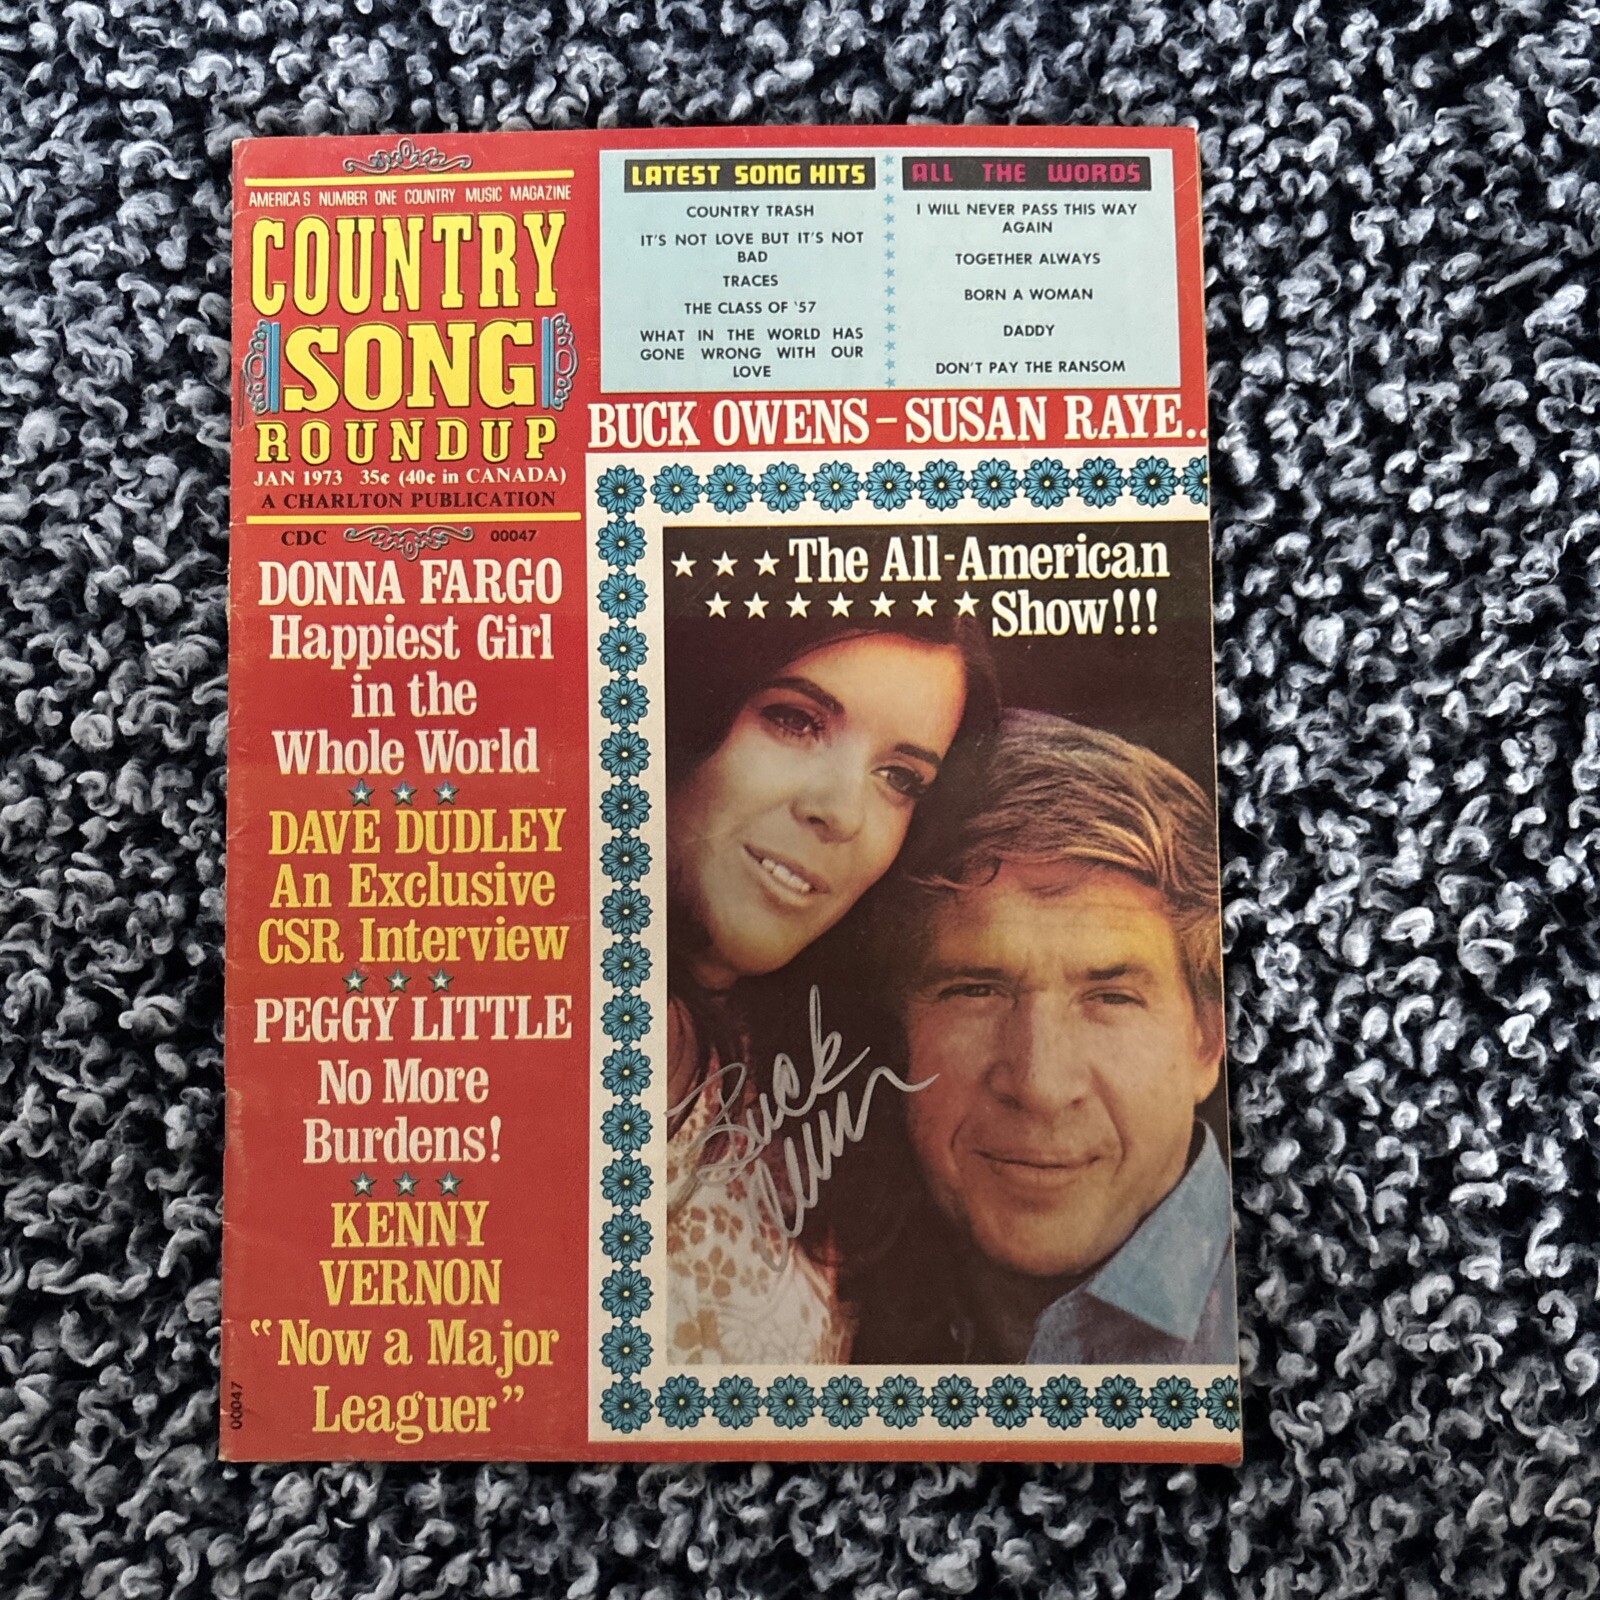 AMERICA S NUMBER ONE COUNTRY MUSIC MAGAZINE
COUNTRY
SONG
ROUNDUP
JAN 1973 35¢ (40¢ in CANADA)
A CHARLTON PUBLICATION
CDC 00047
DONNA FARGO
Happiest Girl
in the
Whole World
DAVE DUDLEY
An Exclusive
CSR Interview
PEGGY LITTLE
No More
Burdens!
KENNY
VERNON
"Now a Major
Leaguer"
00047
LATEST SONG HITS
COUNTRY TRASH
IT'S NOT LOVE BUT IT'S NOT
BAD
TRACES
THE CLASS OF '57
WHAT IN THE WORLD HAS
GONE WRONG WITH OUR
LOVE
ALL THE WORDS
I WILL NEVER PASS THIS WAY
AGAIN
TOGETHER ALWAYS
BORN A WOMAN
DADDY
DON'T PAY THE RANSOM
BUCK OWENS – SUSAN RAYE..
The All-American
Show!!!
Buck
Owens